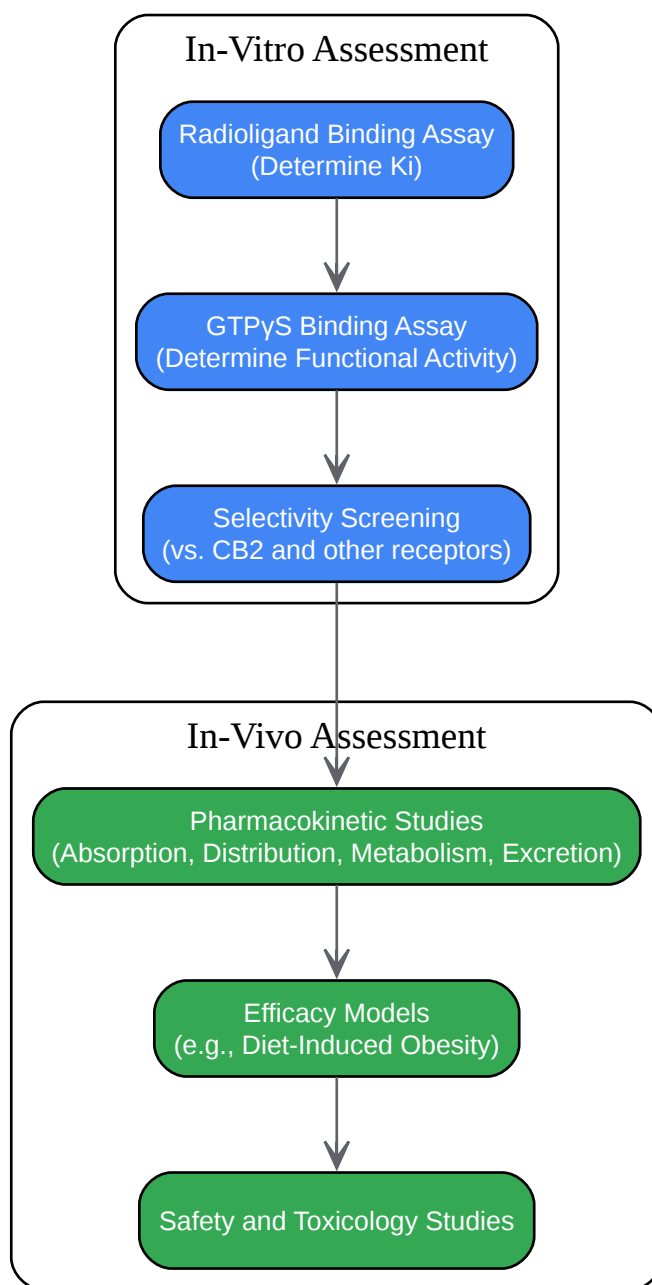 In-Vitro Assessment
Radioligand Binding Assay
(Determine Ki)
GTPγS Binding Assay
(Determine Functional Activity)
Selectivity Screening
(vs. CB2 and other receptors)
In-Vivo Assessment
Pharmacokinetic Studies
(Absorption, Distribution, Metabolism, Excretion)
Efficacy Models
(e.g., Diet-Induced Obesity)
Safety and Toxicology Studies